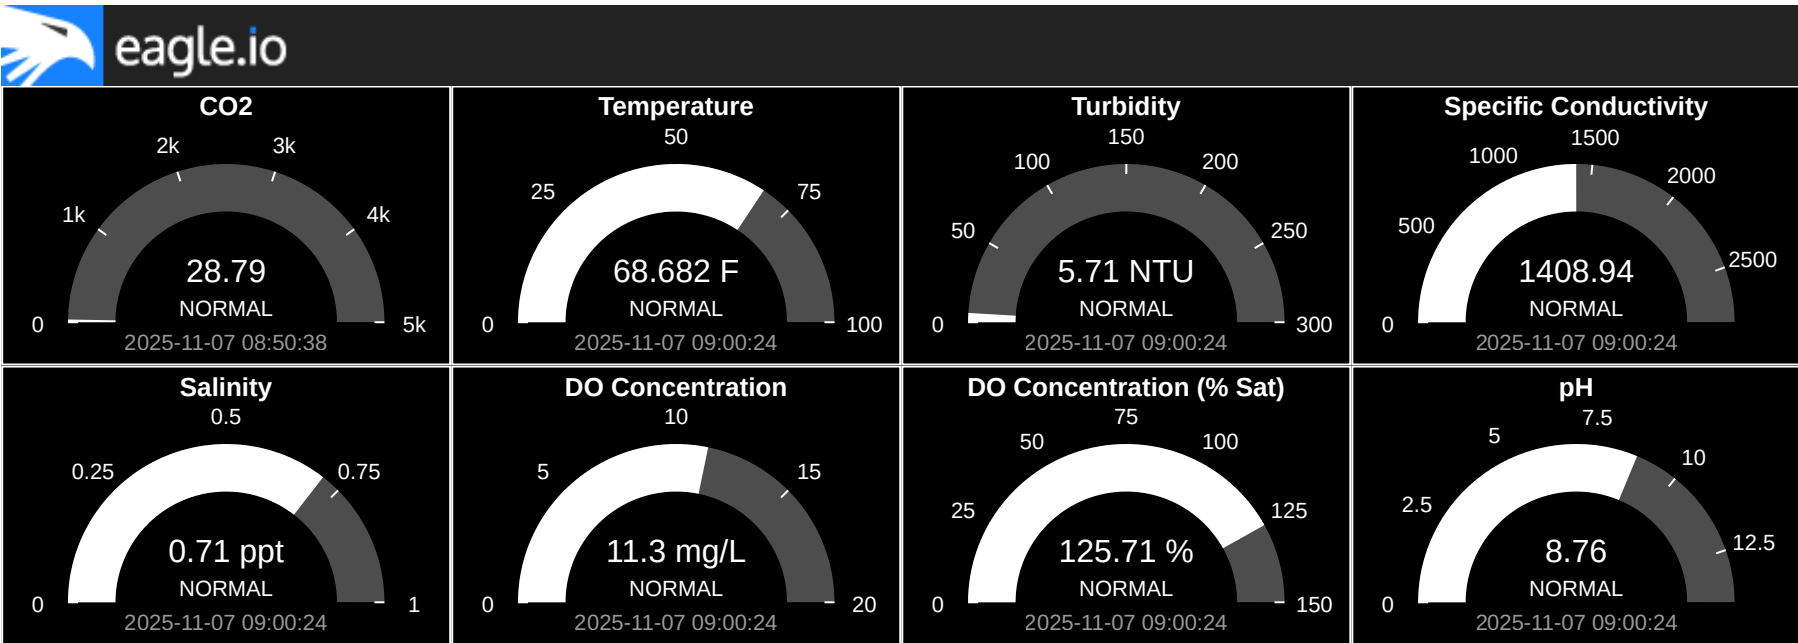 eagle.io
CO2
2k
3k
1k
4k
28.79
NORMAL
0
5k
2025-11-07 08:50:38
Temperature
50
25
75
68.682 F
NORMAL
0
100
2025-11-07 09:00:24
Turbidity
150
100
200
50
250
5.71 NTU
NORMAL
0
300
2025-11-07 09:00:24
Specific Conductivity
1500
1000
2000
500
2500
1408.94
NORMAL
0
2025-11-07 09:00:24
Salinity
0.5
0.25
0.75
0.71 ppt
NORMAL
0
1
2025-11-07 09:00:24
DO Concentration
10
5
15
11.3 mg/L
NORMAL
0
20
2025-11-07 09:00:24
DO Concentration (% Sat)
75
50
100
25
125
125.71 %
NORMAL
0
150
2025-11-07 09:00:24
pH
7.5
5
10
2.5
12.5
8.76
NORMAL
0
2025-11-07 09:00:24